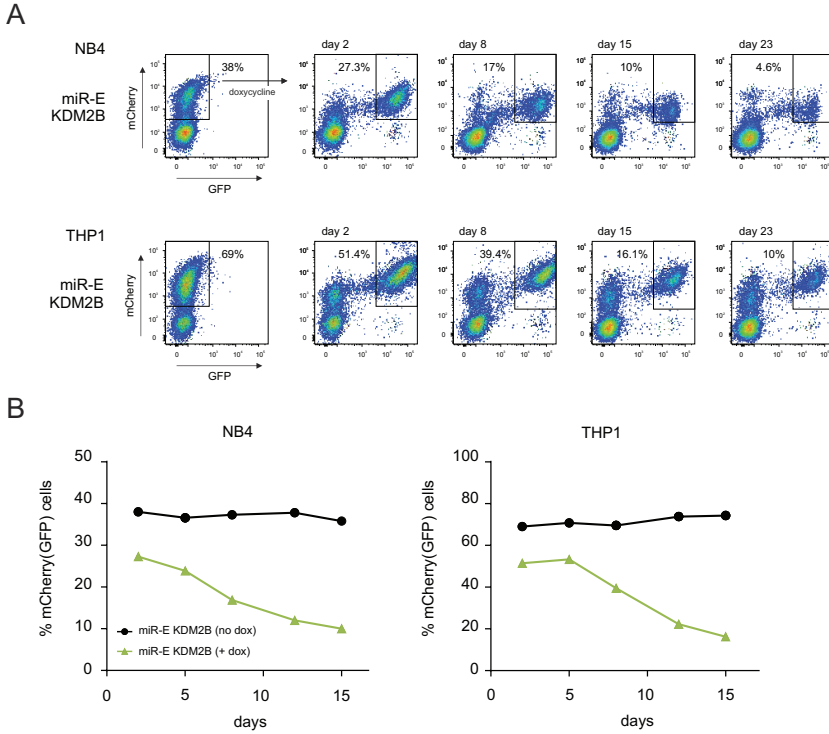 A
NB4
miR-E
KDM2B
mCherry
GFP
38%
doxycycline
day 2
27.3%
day 8
17%
day 15
10%
day 23
4.6%
THP1
miR-E
KDM2B
mCherry
GFP
69%
day 2
51.4%
day 8
39.4%
day 15
16.1%
day 23
10%
B
NB4
% mCherry(GFP) cells
50
40
30
20
10
0
miR-E KDM2B (no dox)
miR-E KDM2B (+ dox)
0 5 10 15
days
THP1
% mCherry(GFP) cells
100
80
60
40
20
0
0 5 10 15
days